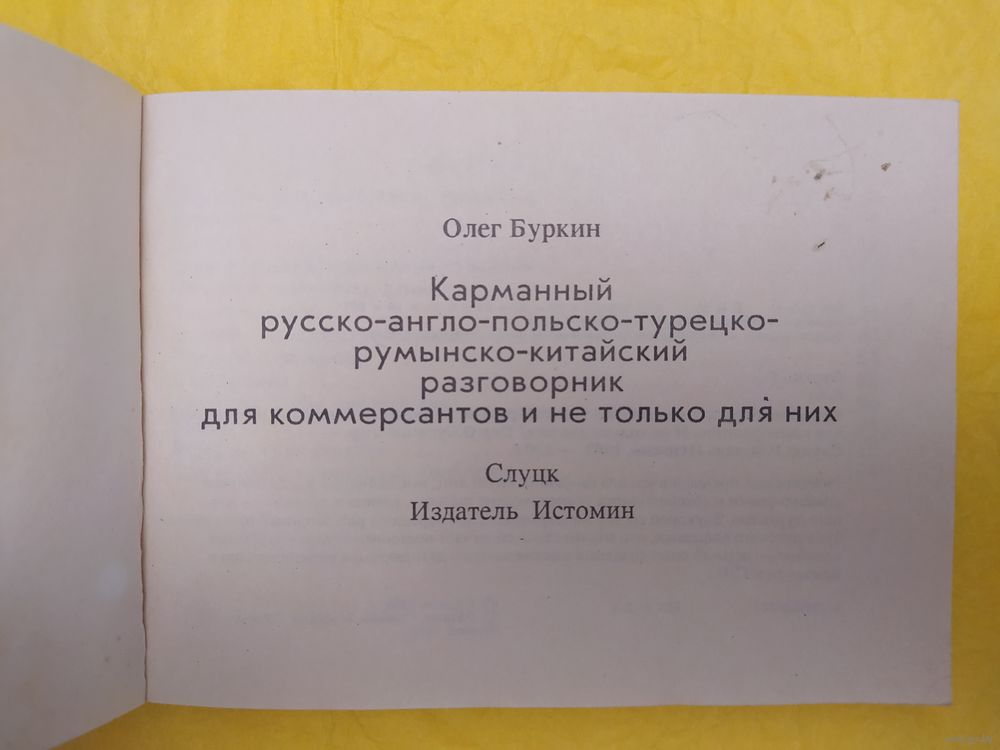 Олег Буркин
Карманный
русско-англо-польско-турецко-
румынско-китайский
разговорник
для коммерсантов и не только для них
Слуцк
Издатель Истомин